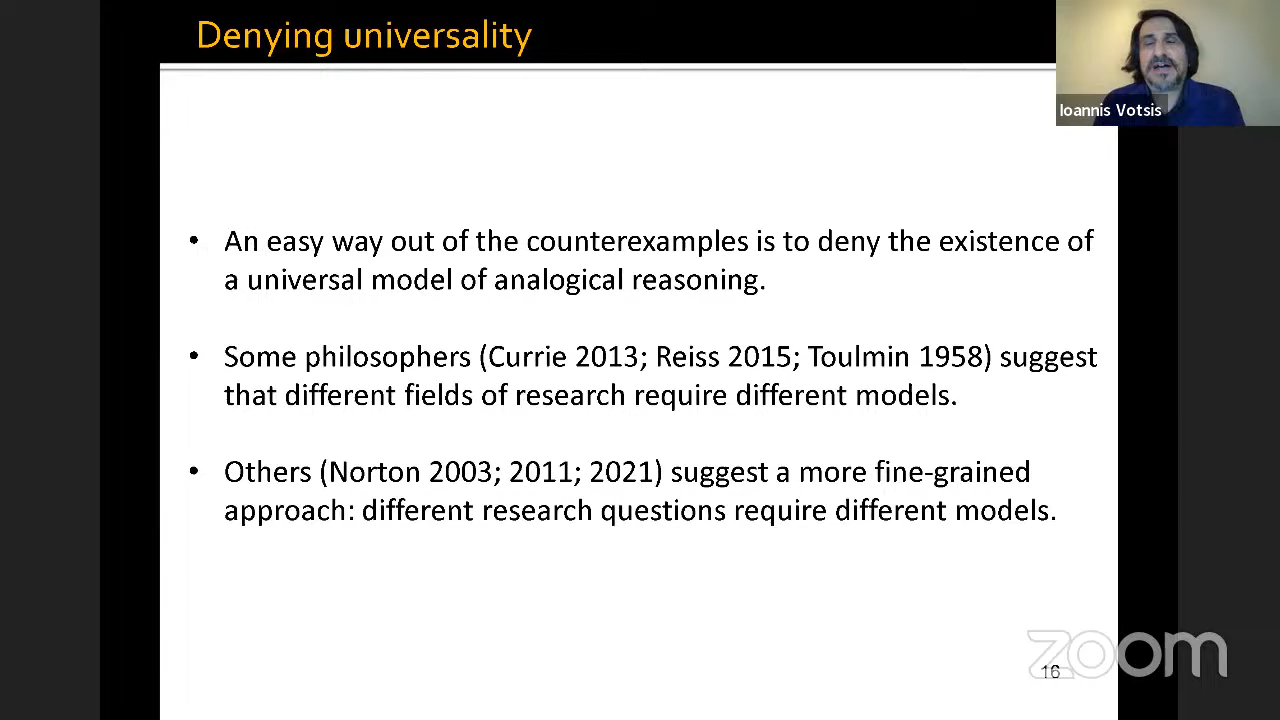 Denying universality
Ioannis Votsis
• An easy way out of the counterexamples is to deny the existence of
a universal model of analogical reasoning.
• Some philosophers (Currie 2013; Reiss 2015; Toulmin 1958) suggest
that different fields of research require different models.
• Others (Norton 2003; 2011; 2021) suggest a more fine-grained
approach: different research questions require different models.
zoom
16